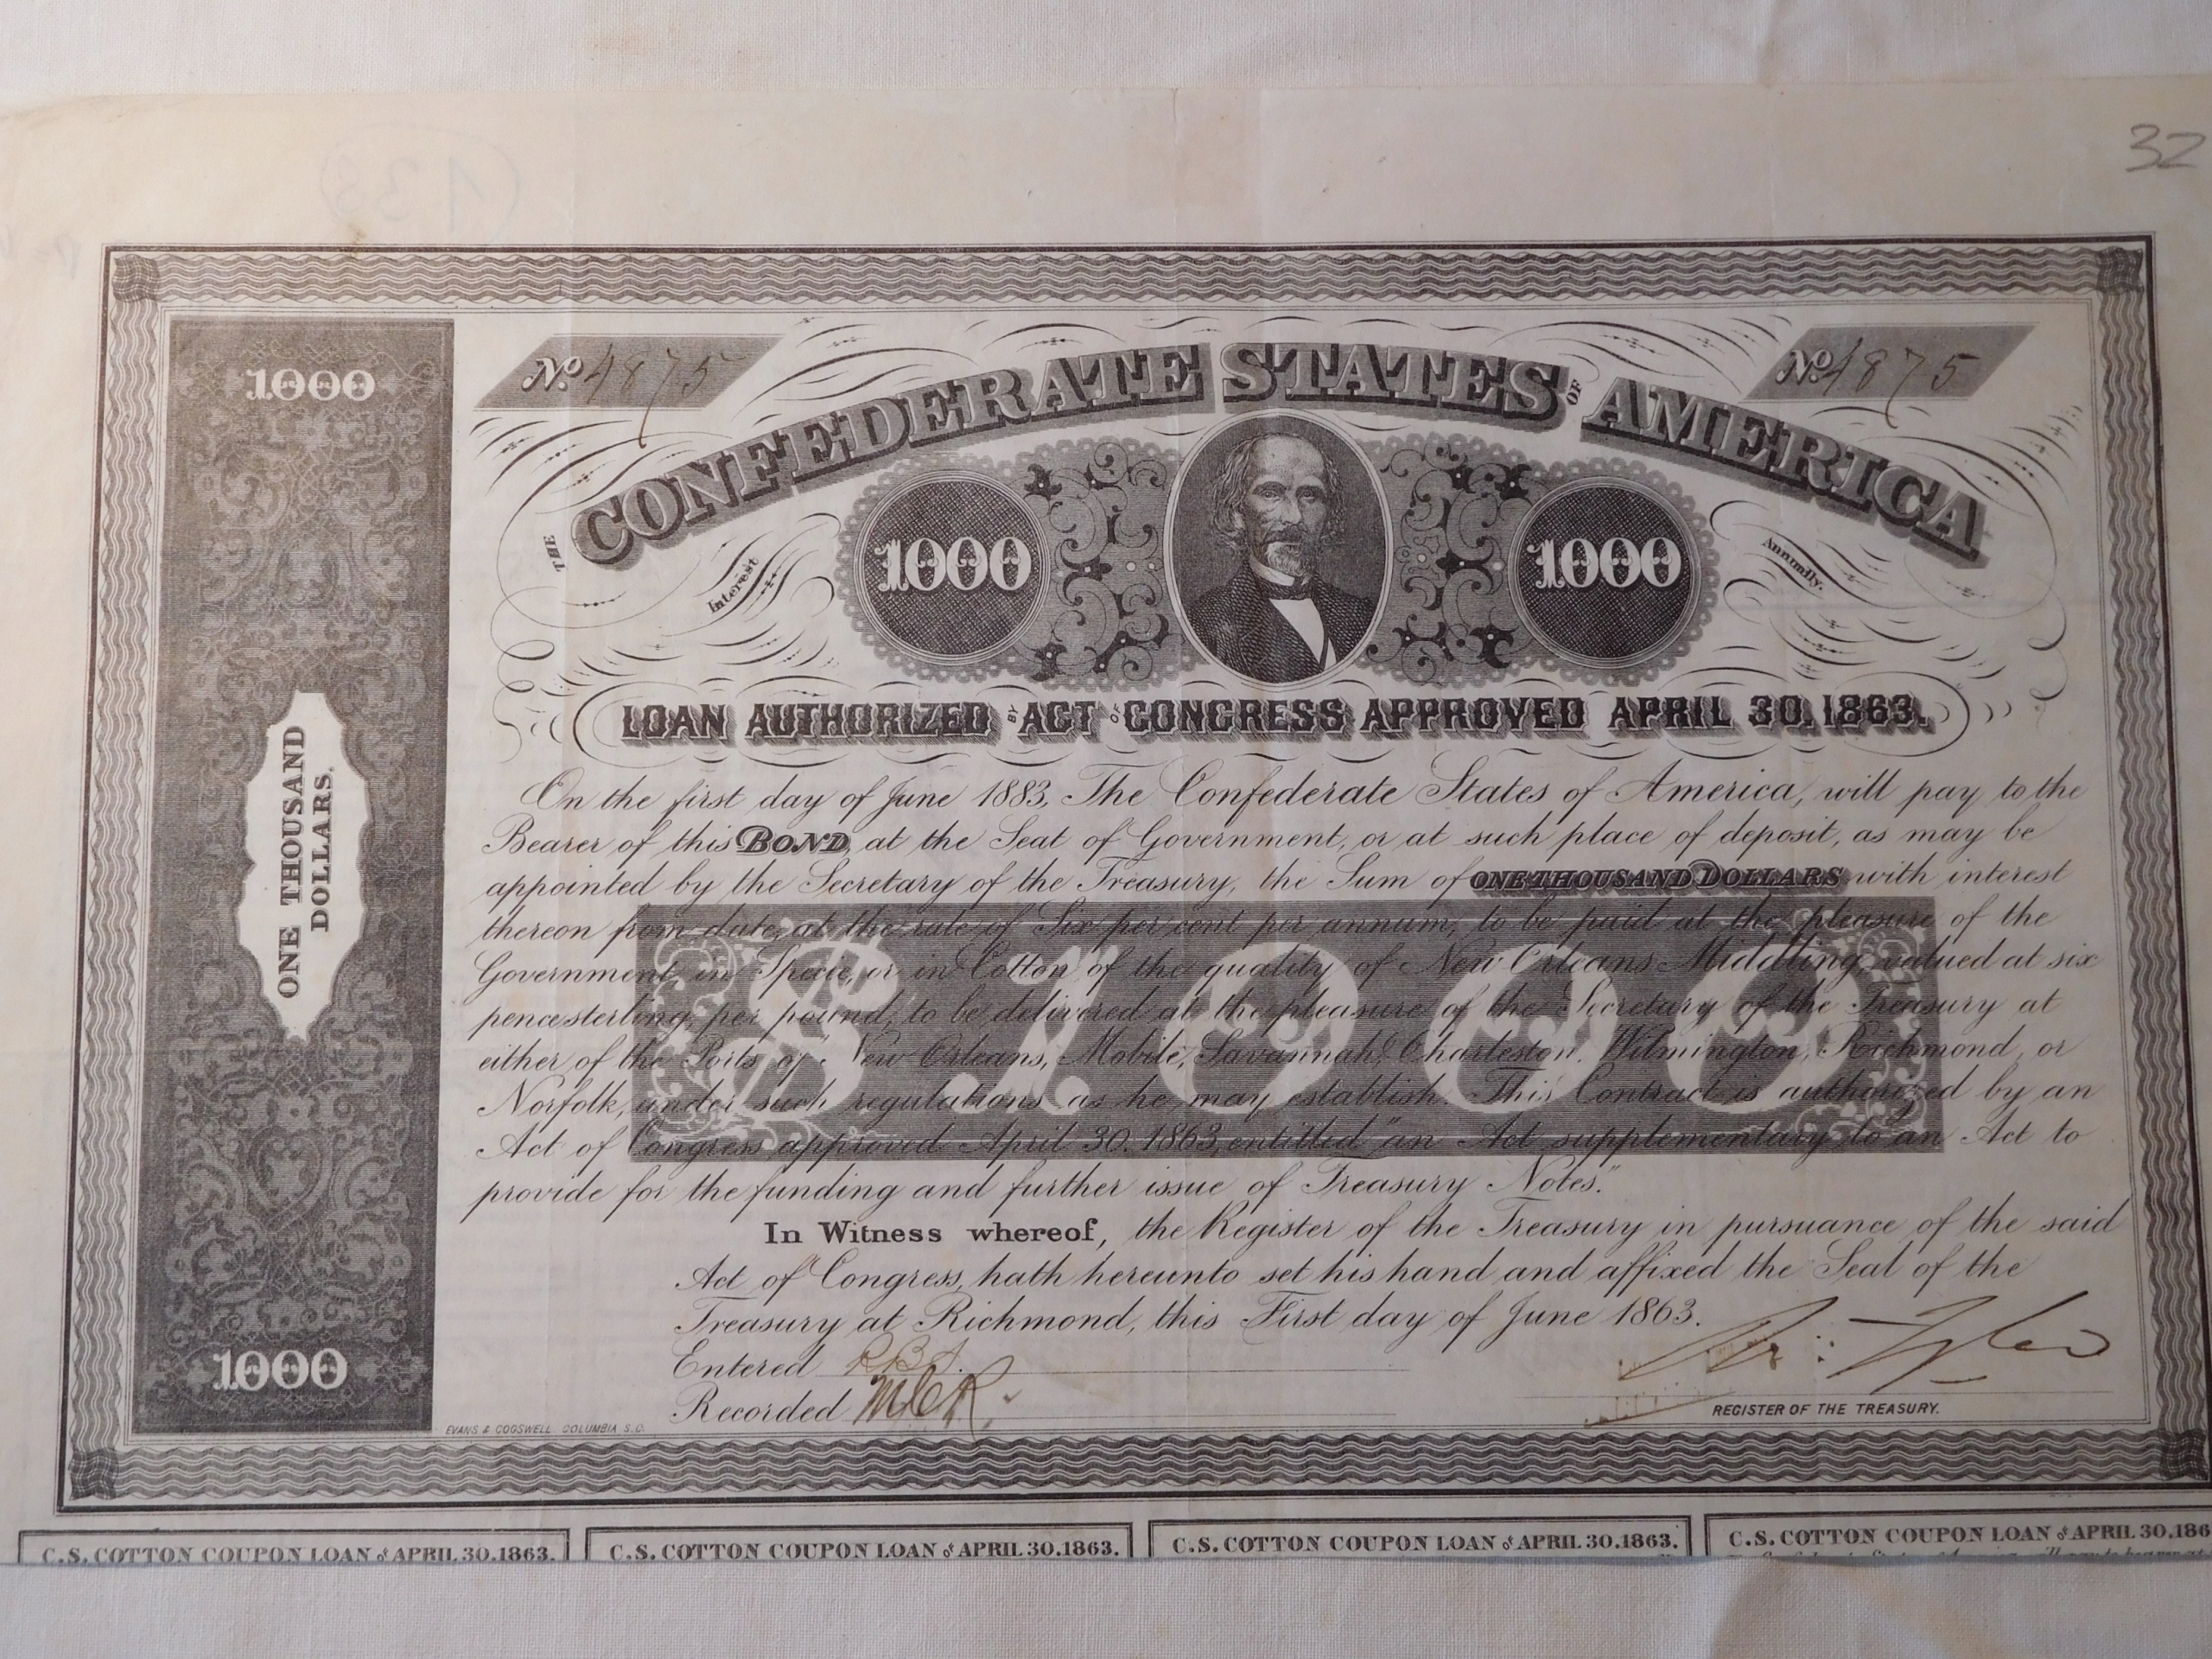 32
1000
ONE THOUSAND
DOLLARS.
1000
No. 4875
No. 4875
THE CONFEDERATE STATES OF AMERICA
Interest
Annually.
1000
1000
LOAN AUTHORIZED BY ACT OF CONGRESS APPROVED APRIL 30, 1863.
On the first day of June 1883, The Confederate States of America, will pay to the
Bearer of this BOND, at the Seat of Government, or at such place of deposit, as may be
appointed by the Secretary of the Treasury, the Sum of ONE THOUSAND DOLLARS with interest
thereon from date, at the rate of Six per cent per annum, to be paid at the pleasure of the
Government, in Specie, or in Cotton of the quality of New Orleans Middling, valued at six
pence sterling, per pound, to be delivered at the pleasure of the Secretary of the Treasury at
either of the Ports of New Orleans, Mobile, Savannah, Charleston, Wilmington, Richmond, or
Norfolk, under such regulations as he may establish. This Contract is authorized by an
Act of Congress approved April 30, 1863, entitled "an Act supplementary to an Act to
provide for the funding and further issue of Treasury Notes."
$1000
In Witness whereof, the Register of the Treasury in pursuance of the said
Act of Congress, hath hereunto set his hand and affixed the Seal of the
Treasury at Richmond, this First day of June 1863.
Entered
Recorded
R. Tyler
REGISTER OF THE TREASURY.
EVANS & COGSWELL COLUMBIA S.C.
C.S. COTTON COUPON LOAN of APRIL 30. 1863.
C.S. COTTON COUPON LOAN of APRIL 30. 1863.
C.S. COTTON COUPON LOAN of APRIL 30. 1863.
C.S. COTTON COUPON LOAN of APRIL 30. 186